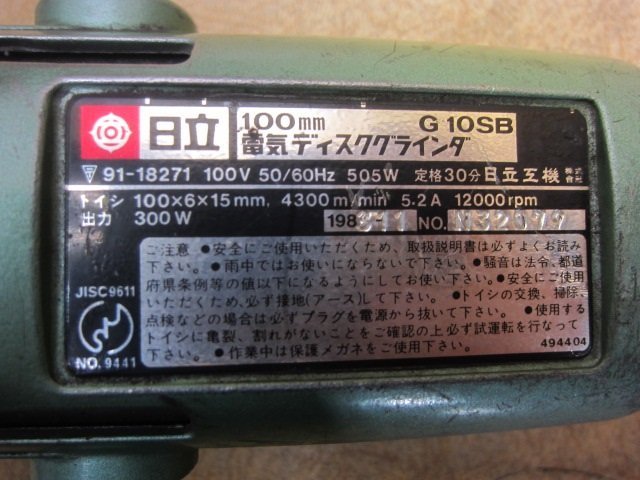 日立 100mm G10SB
電気ディスクグラインダ
91-18271 100V 50/60Hz 505W 定格30分 日立工機 株式會社
トイシ 100×6×15mm, 4300m/min 5.2A 12000rpm
出力 300W 198 NO.
ご注意 ●安全にご使用いただくため、取扱説明書は必ずよくお読み
下さい。●雨中ではお使いにならないで下さい。●騒音は法令、都道
府県条例等の値以下になるようにしてお使い下さい。●安全にご使用
いただくため、必ず接地(アース)して下さい。●トイシの交換、掃除、
点検などの場合は必ずプラグを電源から抜いて下さい。●使用する
トイシに亀裂、割れがないことをご確認の上必ず試運転を行なって
下さい。●作業中は保護メガネをご使用下さい。
494404
JISC9611
NO.9441